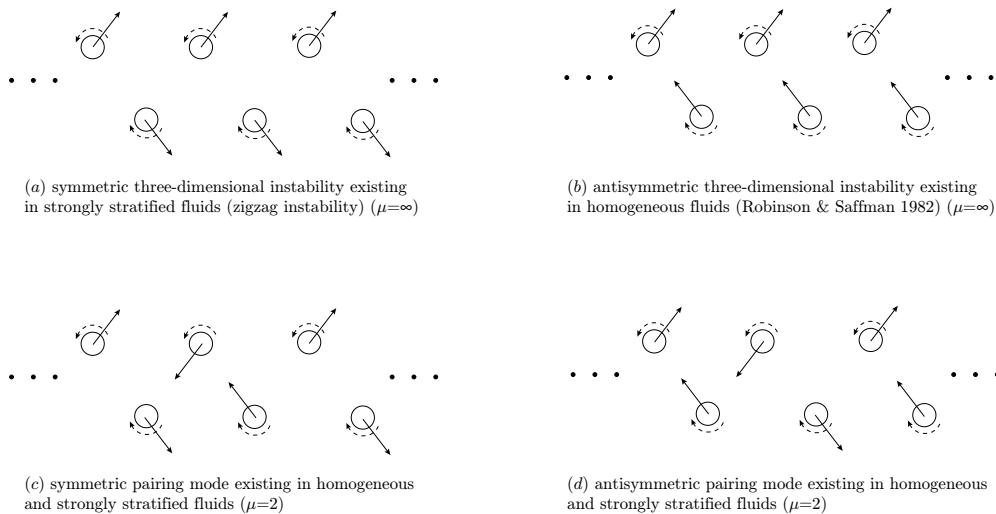 (a) symmetric three-dimensional instability existing
in strongly stratified fluids (zigzag instability) (μ=∞)
(b) antisymmetric three-dimensional instability existing
in homogeneous fluids (Robinson & Saffman 1982) (μ=∞)
(c) symmetric pairing mode existing in homogeneous
and strongly stratified fluids (μ=2)
(d) antisymmetric pairing mode existing in homogeneous
and strongly stratified fluids (μ=2)